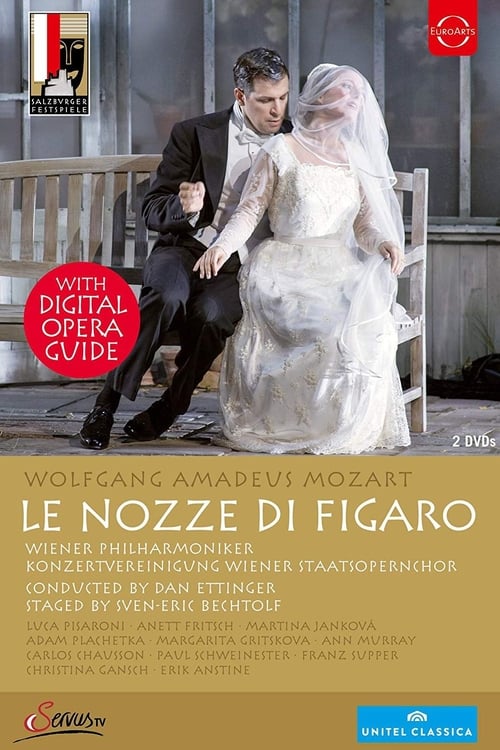 EUROARTS
SALZBURGER
FESTSPIELE
WITH
DIGITAL
OPERA
GUIDE
2 DVDs
WOLFGANG AMADEUS MOZART
LE NOZZE DI FIGARO
WIENER PHILHARMONIKER
KONZERTVEREINIGUNG WIENER STAATSOPERNCHOR
CONDUCTED BY DAN ETTINGER
STAGED BY SVEN-ERIC BECHTOLF
LUCA PISARONI · ANETT FRITSCH · MARTINA JANKOVÁ
ADAM PLACHETKA · MARGARITA GRITSKOVA · ANN MURRAY
CARLOS CHAUSSON · PAUL SCHWEINESTER · FRANZ SUPPER
CHRISTINA GANSCH · ERIK ANSTINE
ServusTV
UNITEL CLASSICA